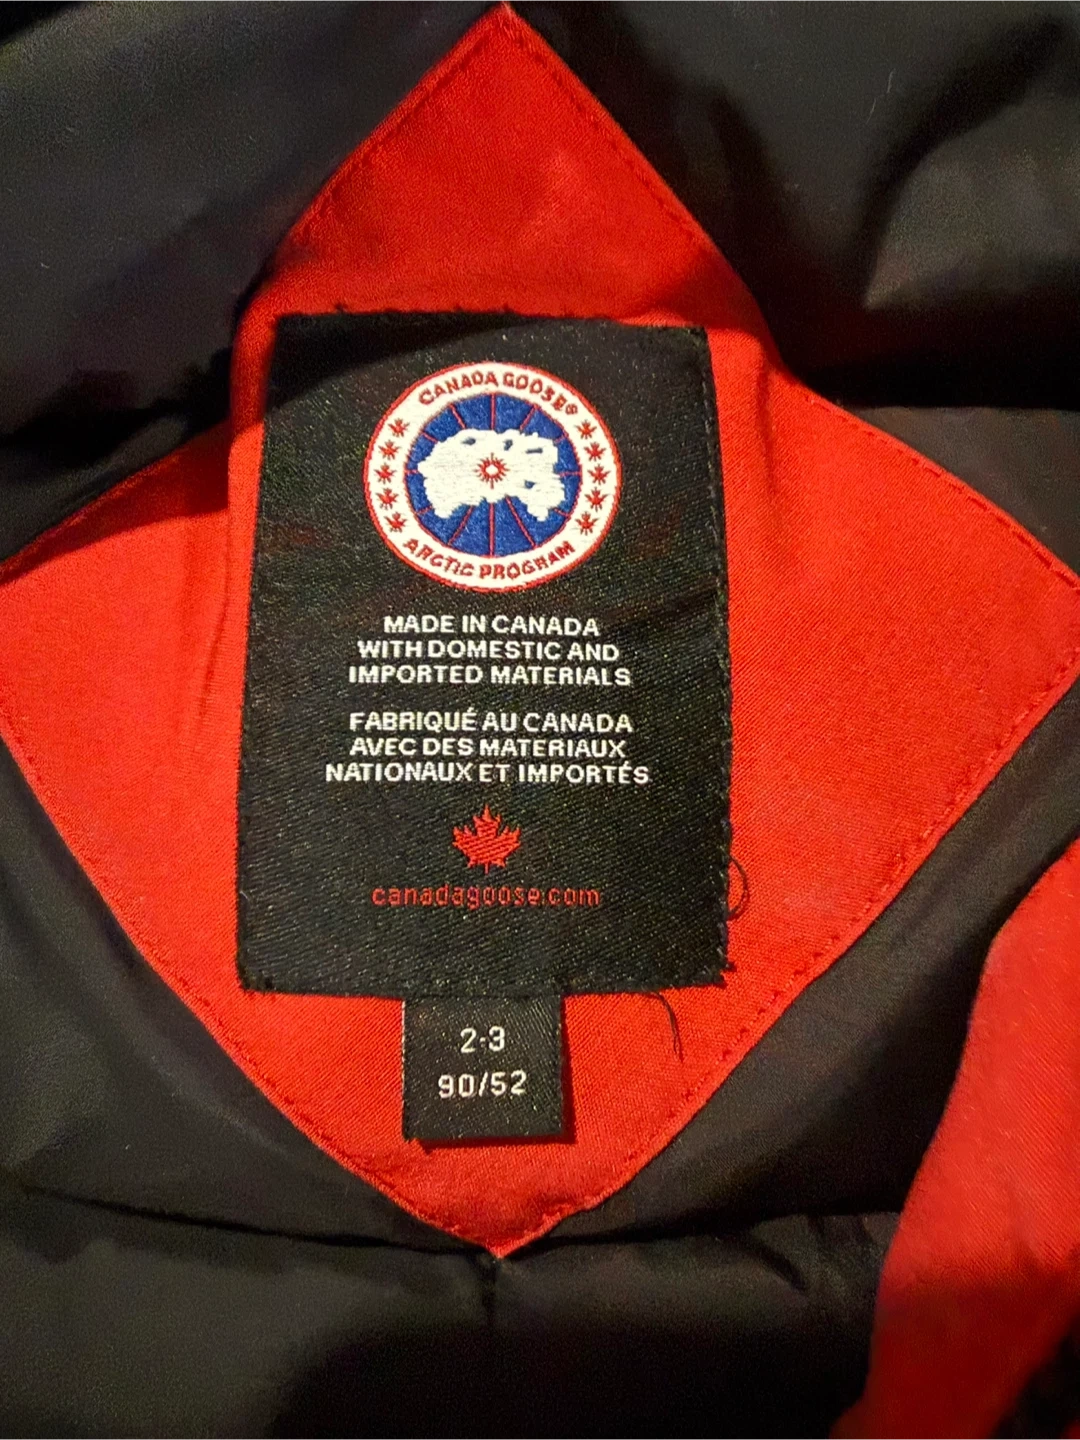 CANADA GOOSE®
ARCTIC PROGRAM
MADE IN CANADA
WITH DOMESTIC AND
IMPORTED MATERIALS
FABRIQUÉ AU CANADA
AVEC DES MATERIAUX
NATIONAUX ET IMPORTÉS
canadagoose.com
2-3
90/52